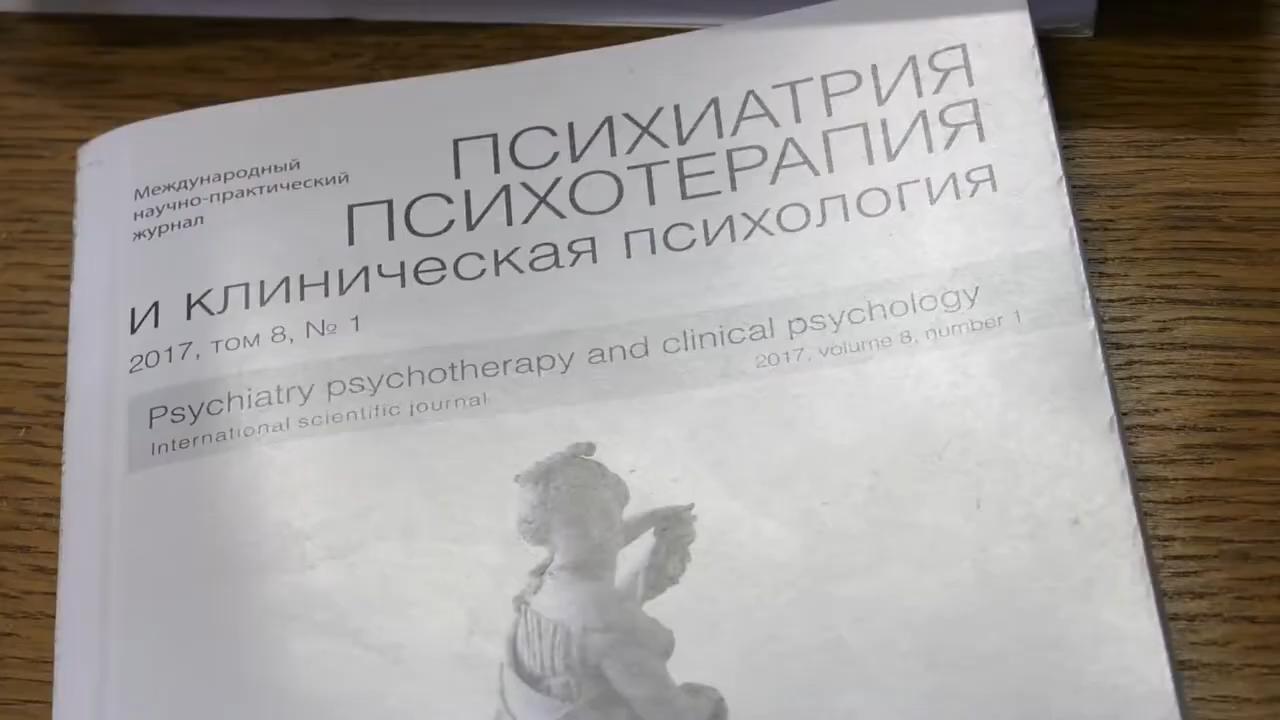 Международный
научно-практический
журнал
ПСИХИАТРИЯ
ПСИХОТЕРАПИЯ
И КЛИНИЧЕСКАЯ ПСИХОЛОГИЯ
2017, том 8, № 1
Psychiatry psychotherapy and clinical psychology
International scientific journal
2017, volume 8, number 1